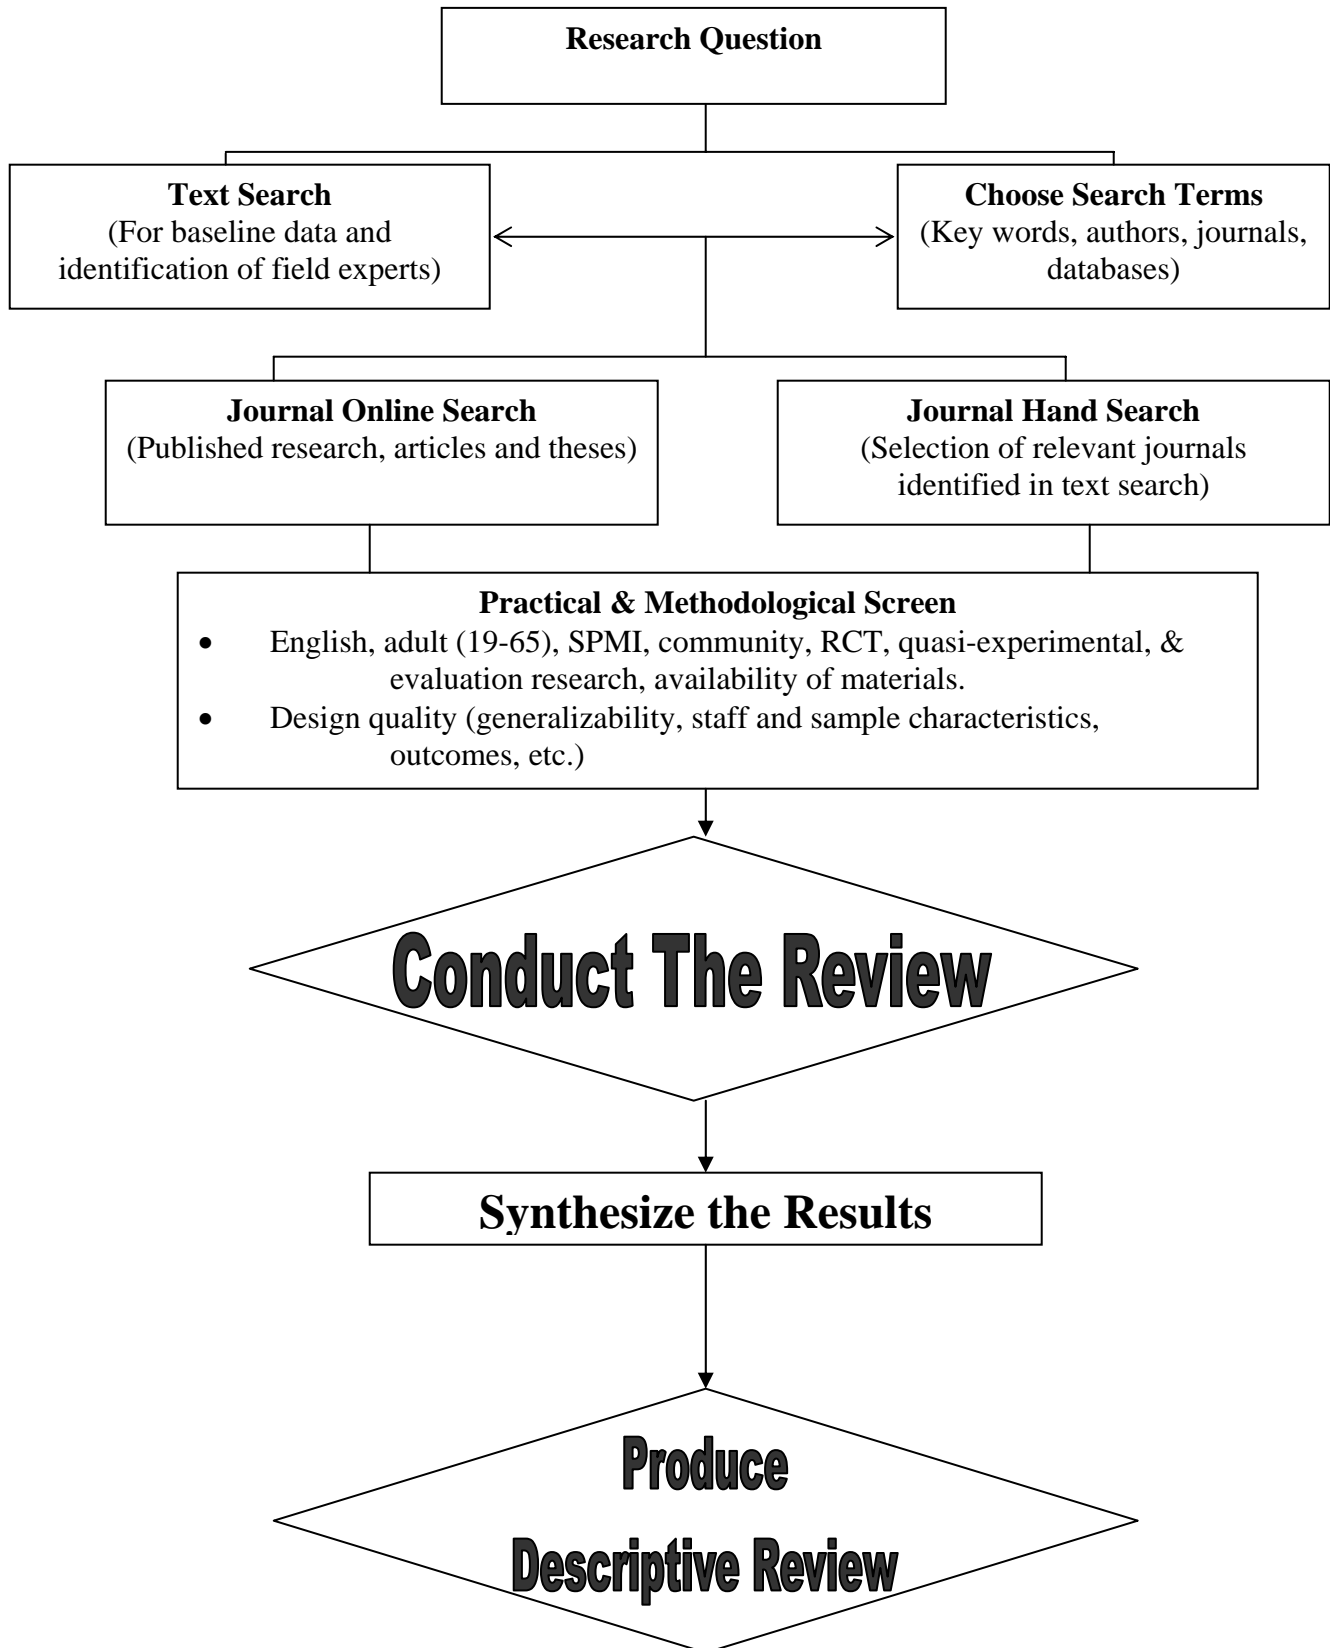 Research Question
Text Search
(For baseline data and
identification of field experts)
Choose Search Terms
(Key words, authors, journals,
databases)
Journal Online Search
(Published research, articles and theses)
Journal Hand Search
(Selection of relevant journals
identified in text search)
Practical & Methodological Screen
• English, adult (19-65), SPMI, community, RCT, quasi-experimental, &
evaluation research, availability of materials.
• Design quality (generalizability, staff and sample characteristics,
outcomes, etc.)
Conduct The Review
Synthesize the Results
Produce
Descriptive Review